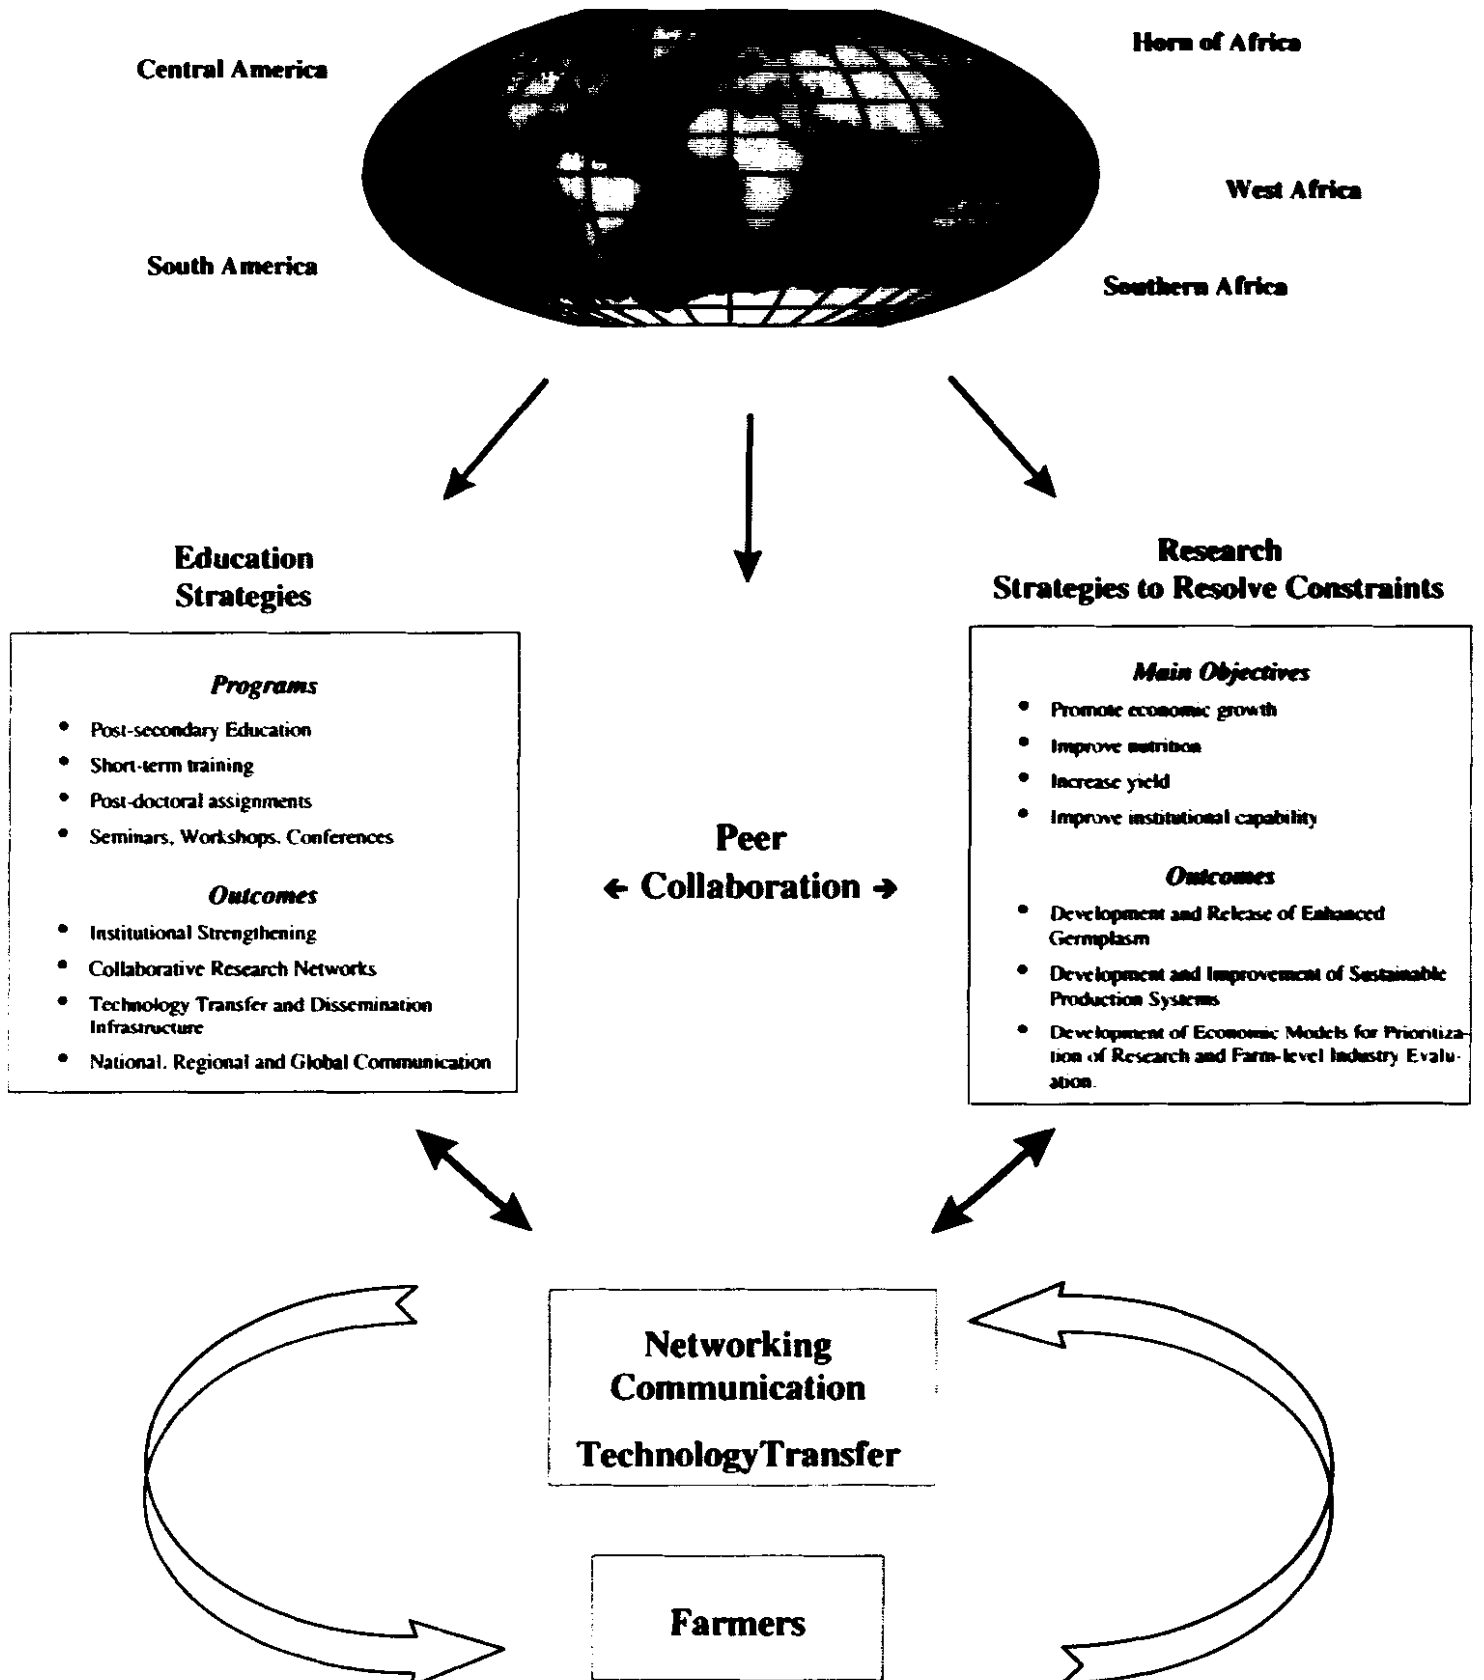 Central America
Horn of Africa
West Africa
South America
Southern Africa
Education
Strategies
Programs
• Post-secondary Education
• Short-term training
• Post-doctoral assignments
• Seminars, Workshops. Conferences
Outcomes
• Institutional Strengthening
• Collaborative Research Networks
• Technology Transfer and Dissemination
Infrastructure
• National. Regional and Global Communication
Peer
← Collaboration →
Research
Strategies to Resolve Constraints
Main Objectives
• Promote economic growth
• Improve nutrition
• Increase yield
• Improve institutional capability
Outcomes
• Development and Release of Enhanced
Germplasm
• Development and Improvement of Sustainable
Production Systems
• Development of Economic Models for Prioritiza-
tion of Research and Farm-level Industry Evalu-
ation.
Networking
Communication
TechnologyTransfer
Farmers